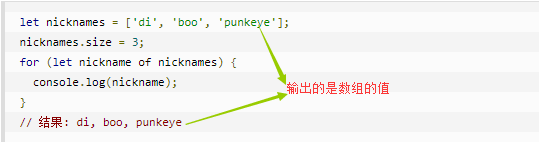 let nicknames = ['di', 'boo', 'punkeye'];
nicknames.size = 3;
for (let nickname of nicknames) {
  console.log(nickname);
}
输出的是数组的值
// 结果: di, boo, punkeye